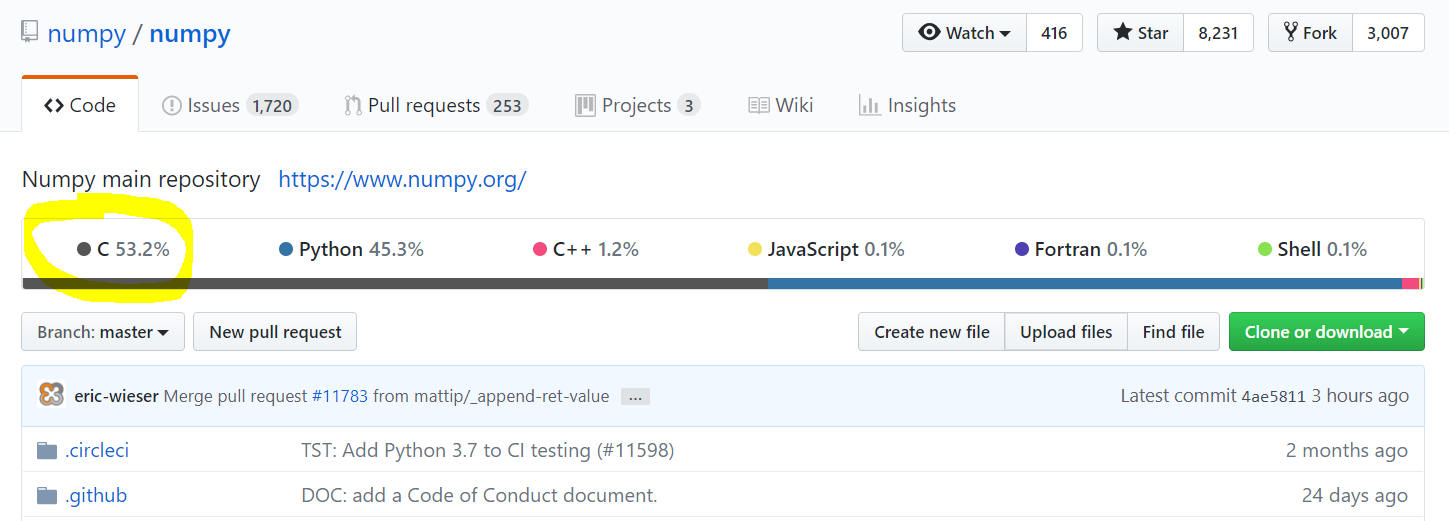 numpy / numpy Watch 416 Star 8,231 Fork 3,007
Code Issues 1,720 Pull requests 253 Projects 3 Wiki Insights
Numpy main repository https://www.numpy.org/
C 53.2% Python 45.3% C++ 1.2% JavaScript 0.1% Fortran 0.1% Shell 0.1%
Branch: master New pull request Create new file Upload files Find file Clone or download
eric-wieser Merge pull request #11783 from mattip/_append-ret-value ... Latest commit 4ae5811 3 hours ago
.circleci TST: Add Python 3.7 to CI testing (#11598) 2 months ago
.github DOC: add a Code of Conduct document. 24 days ago